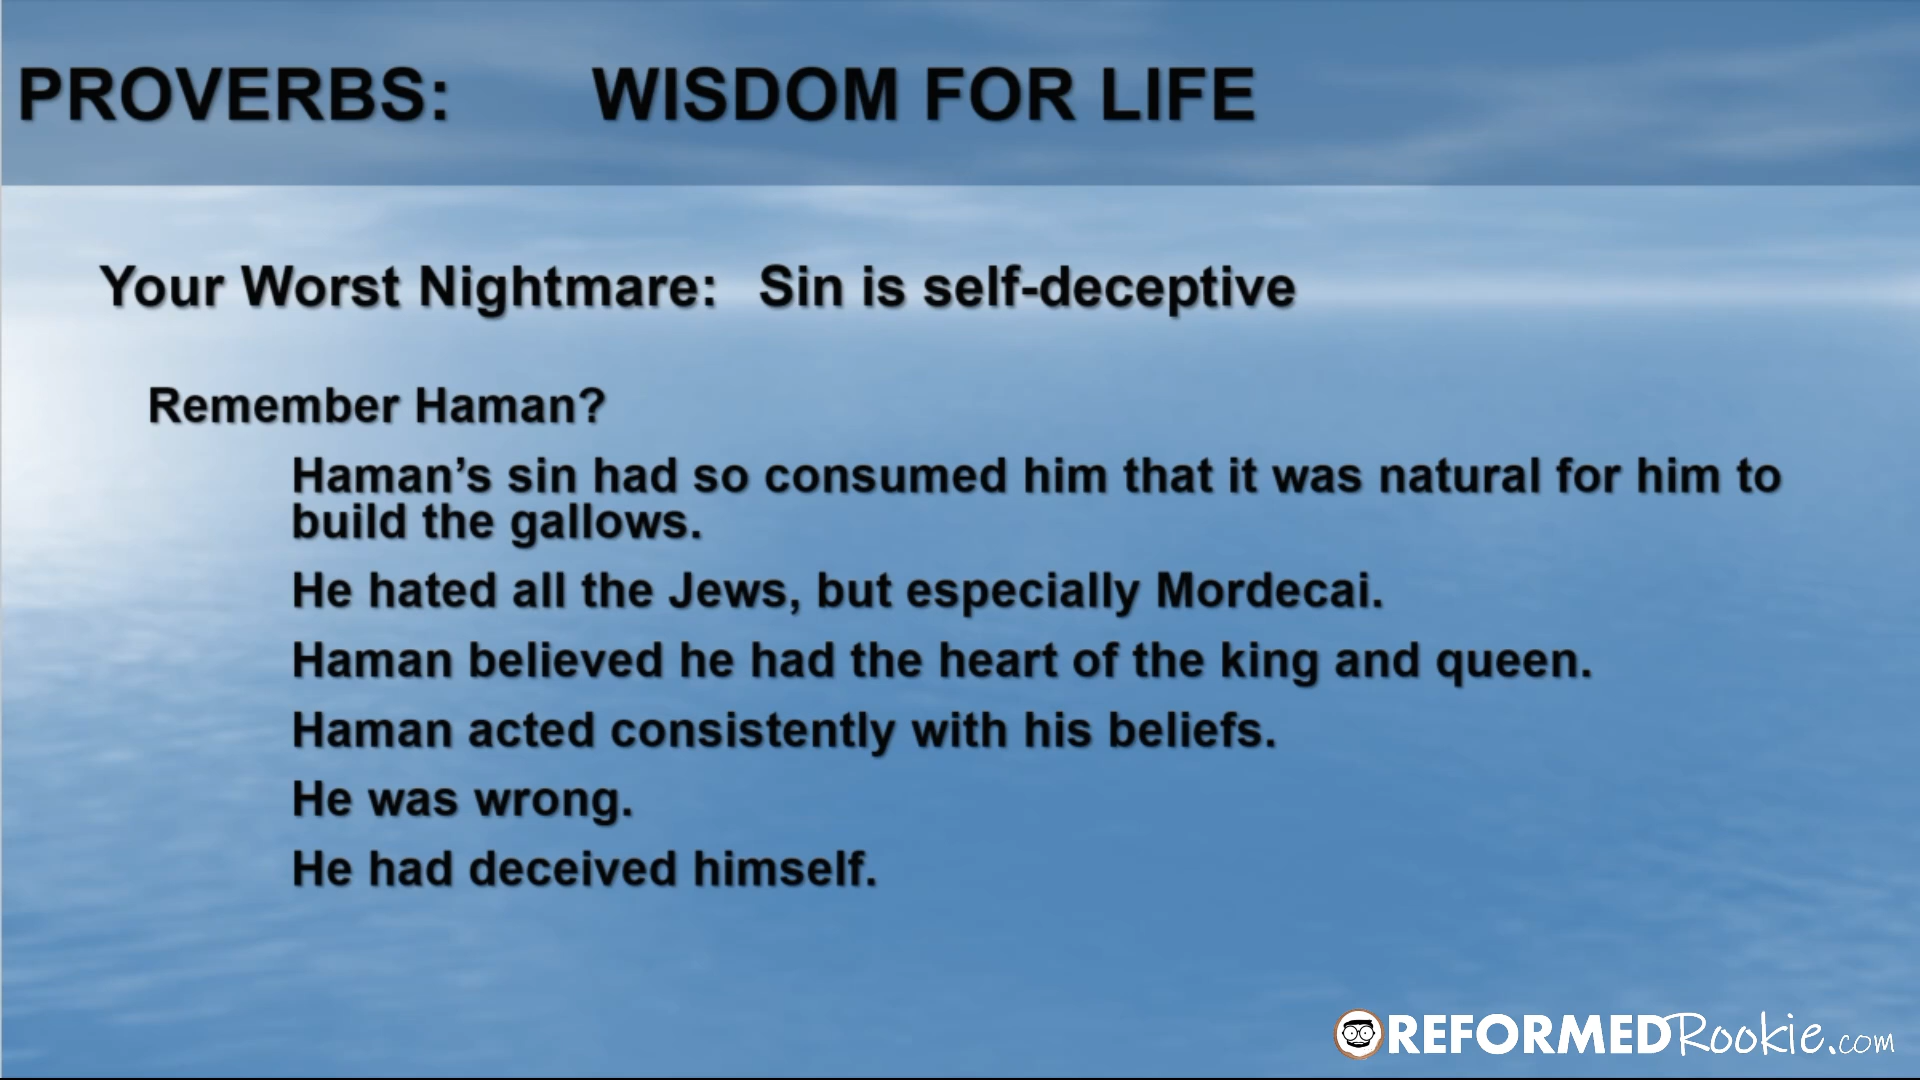 PROVERBS: WISDOM FOR LIFE
Your Worst Nightmare: Sin is self-deceptive
Remember Haman?
Haman’s sin had so consumed him that it was natural for him to
build the gallows.
He hated all the Jews, but especially Mordecai.
Haman believed he had the heart of the king and queen.
Haman acted consistently with his beliefs.
He was wrong.
He had deceived himself.
REFORMEDRookie.com